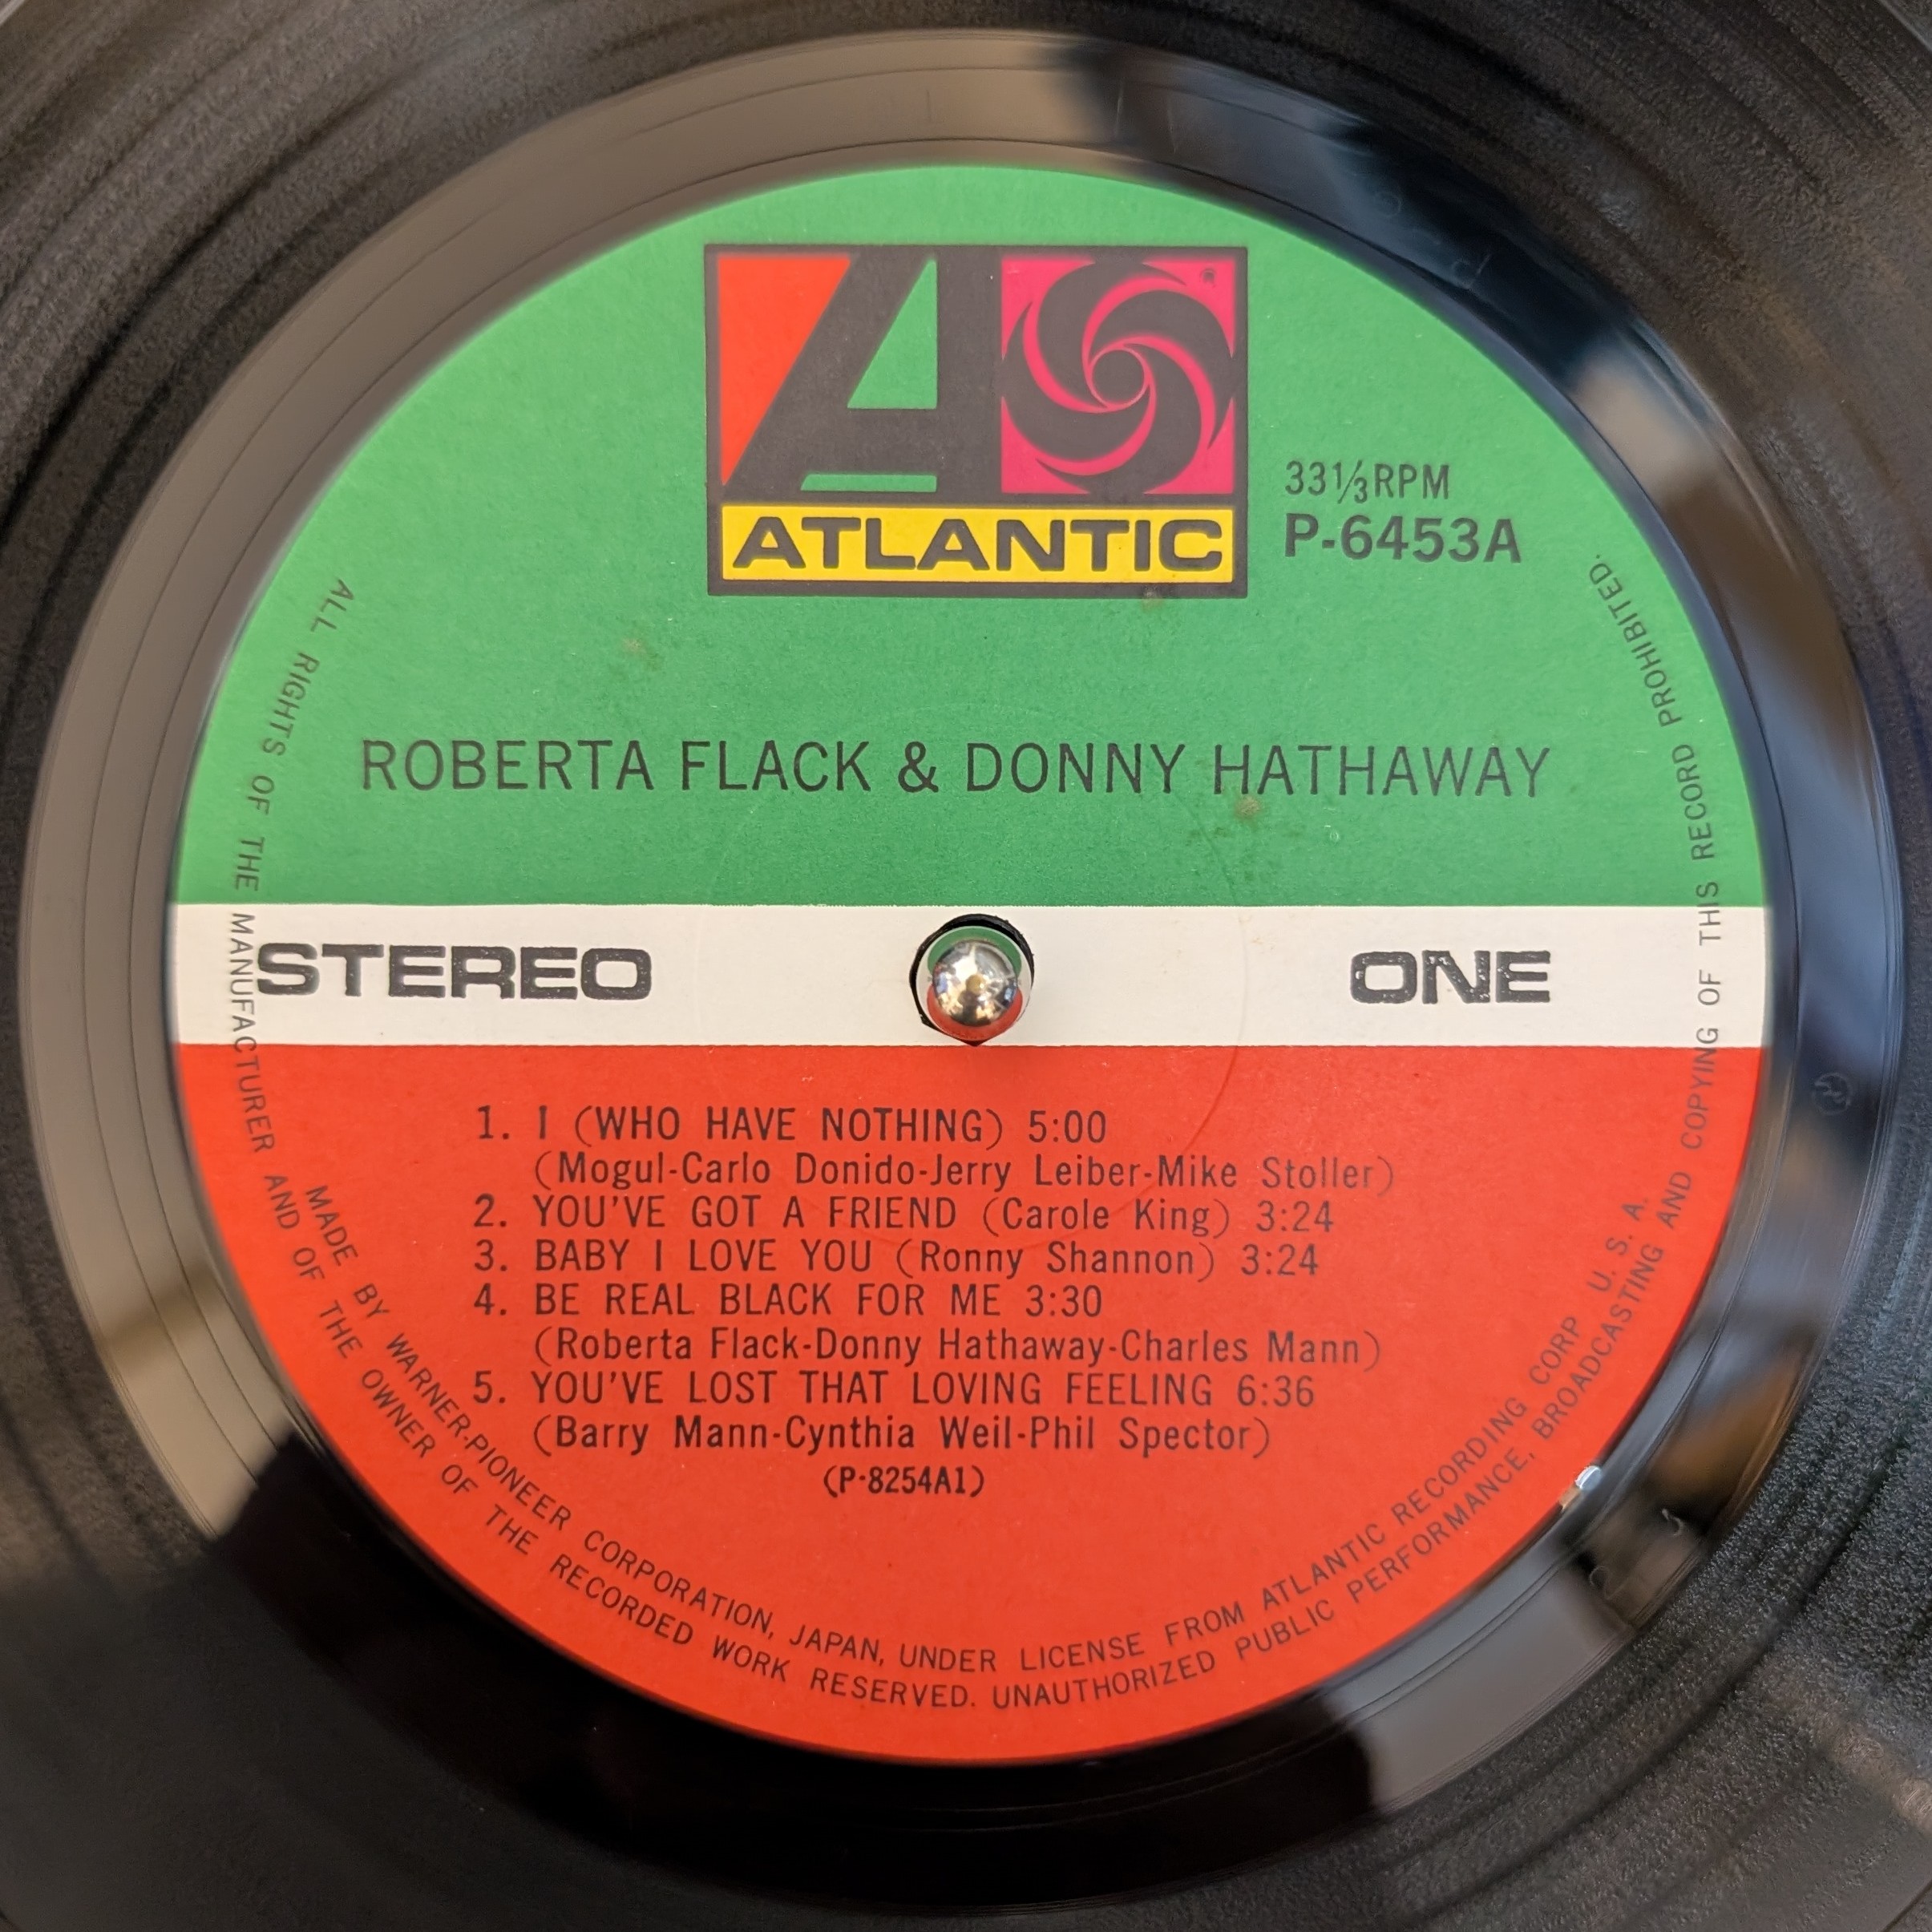 ATLANTIC
®
33⅓RPM
P-6453A
ROBERTA FLACK & DONNY HATHAWAY
STEREO
ONE
1. I (WHO HAVE NOTHING) 5:00
(Mogul-Carlo Donido-Jerry Leiber-Mike Stoller)
2. YOU'VE GOT A FRIEND (Carole King) 3:24
3. BABY I LOVE YOU (Ronny Shannon) 3:24
4. BE REAL BLACK FOR ME 3:30
(Roberta Flack-Donny Hathaway-Charles Mann)
5. YOU'VE LOST THAT LOVING FEELING 6:36
(Barry Mann-Cynthia Weil-Phil Spector)
(P-8254A1)
MADE BY WARNER-PIONEER CORPORATION, JAPAN, UNDER LICENSE FROM ATLANTIC RECORDING CORP U. S. A.
ALL RIGHTS OF THE MANUFACTURER AND OF THE OWNER OF THE RECORDED WORK RESERVED. UNAUTHORIZED PUBLIC PERFORMANCE, BROADCASTING AND COPYING OF THIS RECORD PROHIBITED.